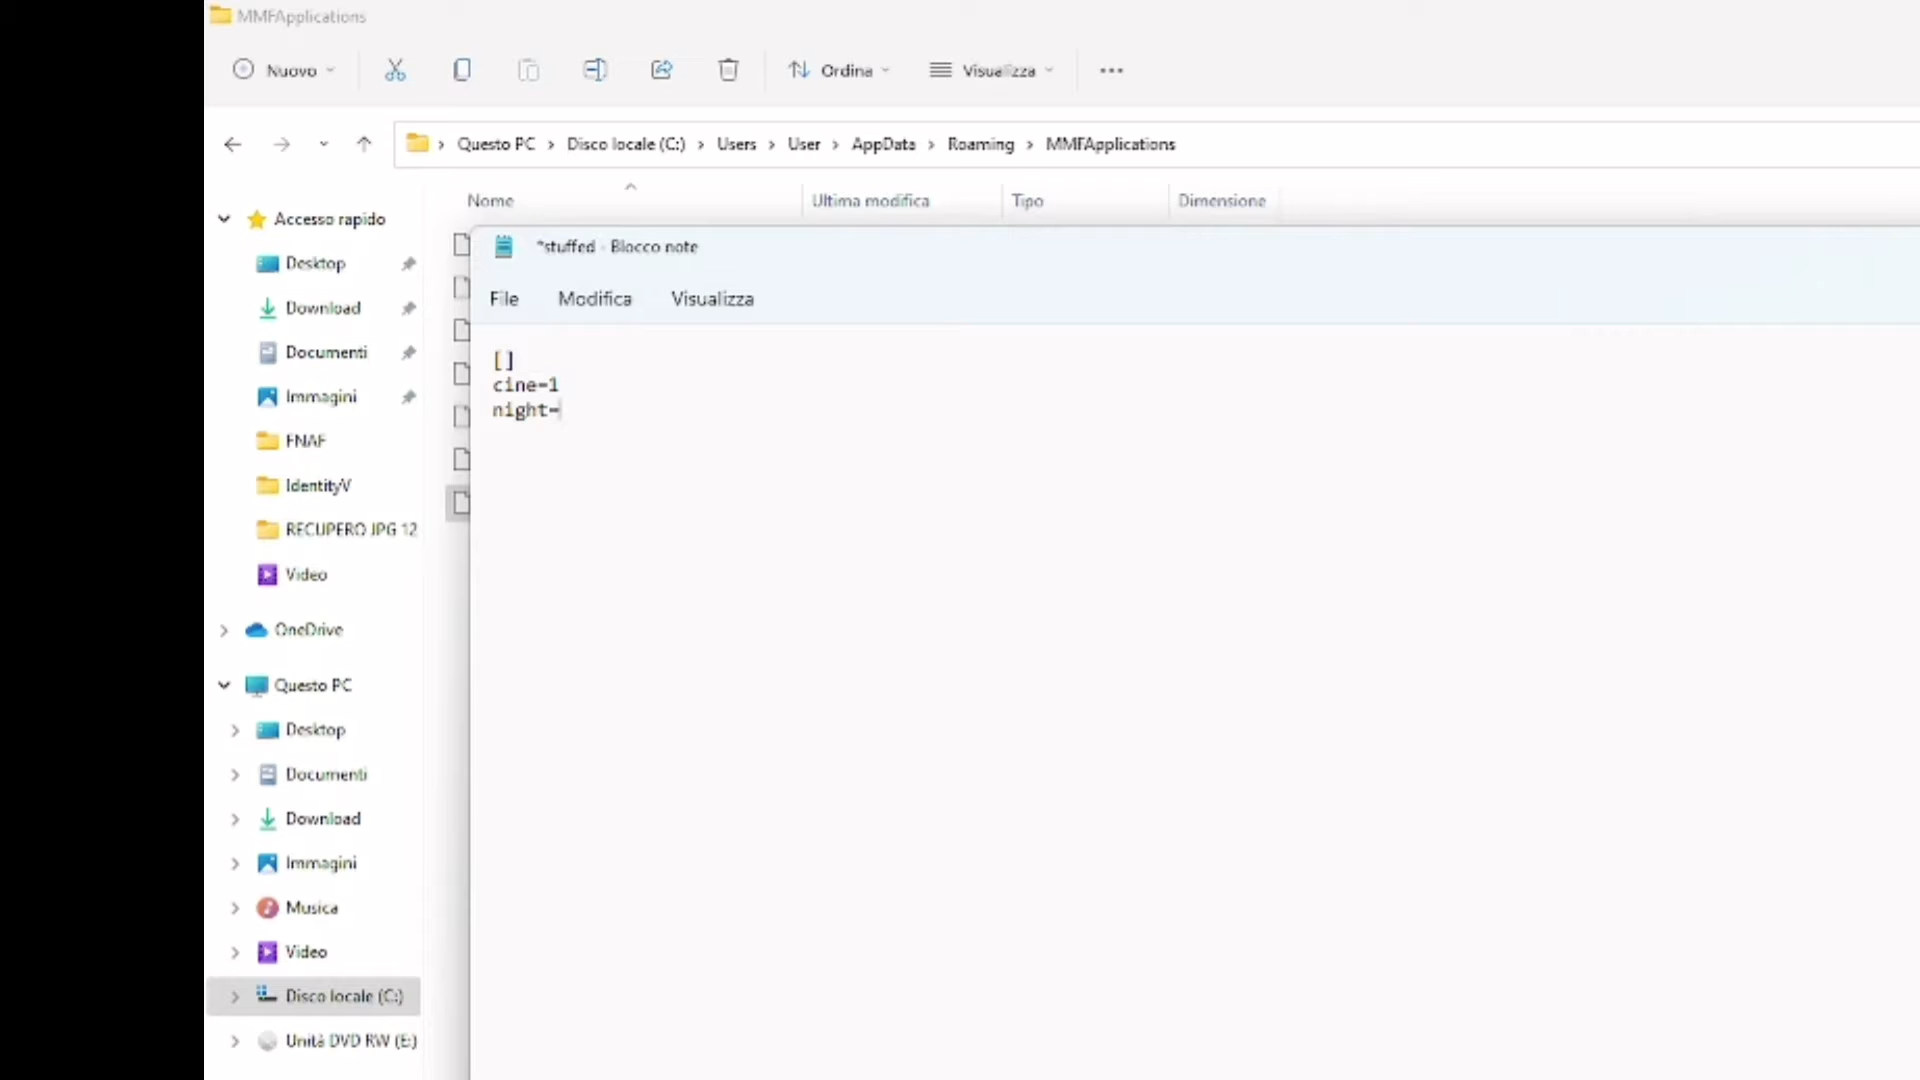 MMFApplications
Nuovo
Ordina
Visualizza
Questo PC
Disco locale (C:)
Users
User
AppData
Roaming
MMFApplications
Nome
Ultima modifica
Tipo
Dimensione
Accesso rapido
Desktop
Download
Documenti
Immagini
FNAF
IdentityV
RECUPERO JPG 12
Video
OneDrive
Questo PC
Desktop
Documenti
Download
Immagini
Musica
Video
Disco locale (C:)
Unità DVD RW (E:)
*stuffed - Blocco note
File
Modifica
Visualizza
[]
cine=1
night=